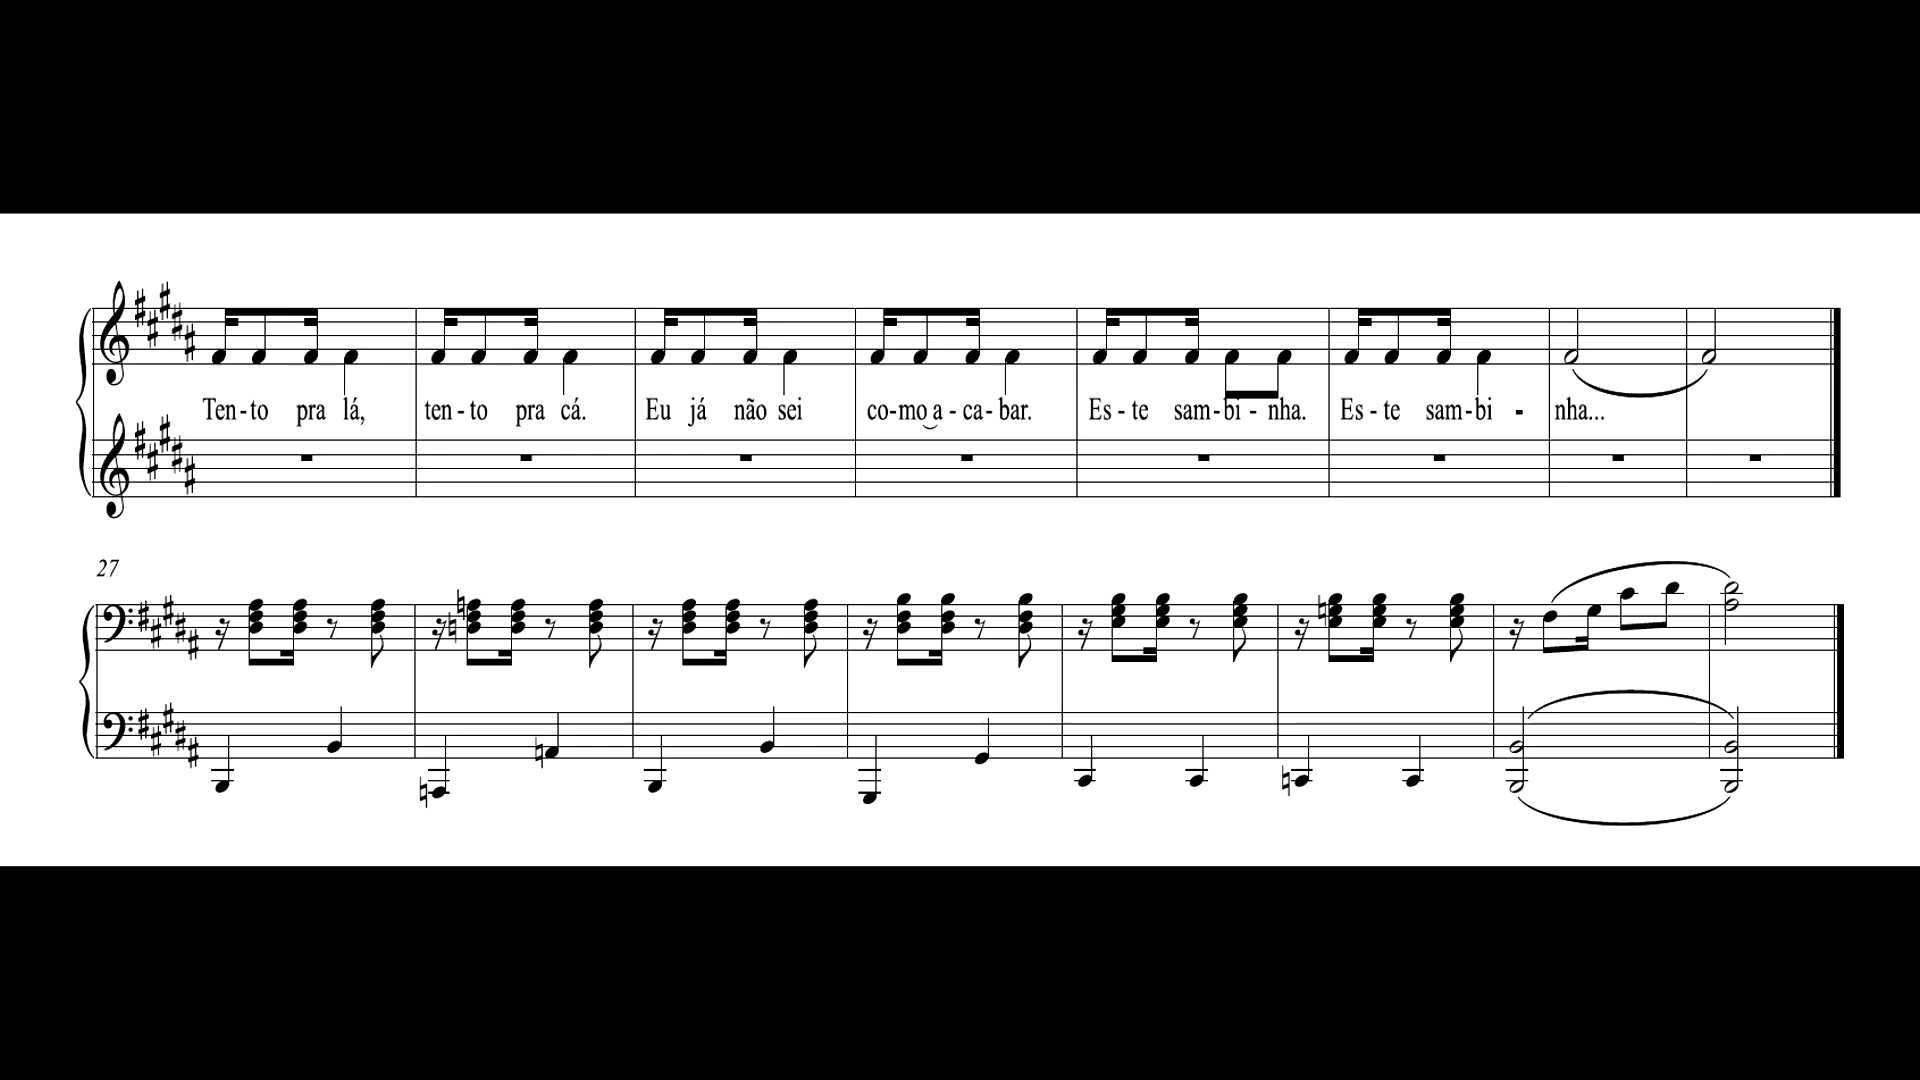 Ten - to pra lá, ten - to pra cá. Eu já não sei co - mo‿a - ca - bar. Es - te sam - bi - nha. Es - te sam - bi - nha...
27